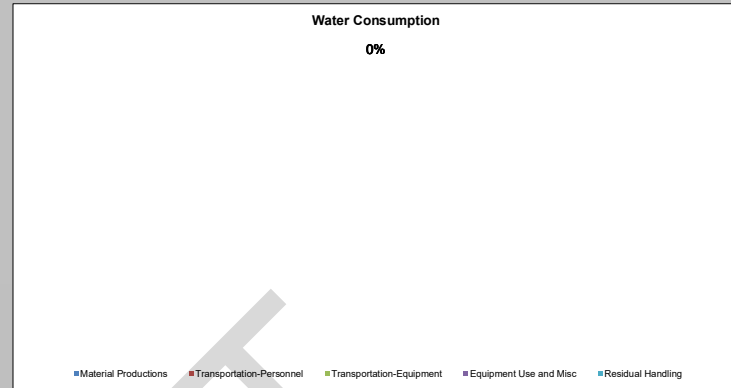 Water Consumption
0%
Material Productions Transportation-Personnel Transportation-Equipment Equipment Use and Misc Residual Handling